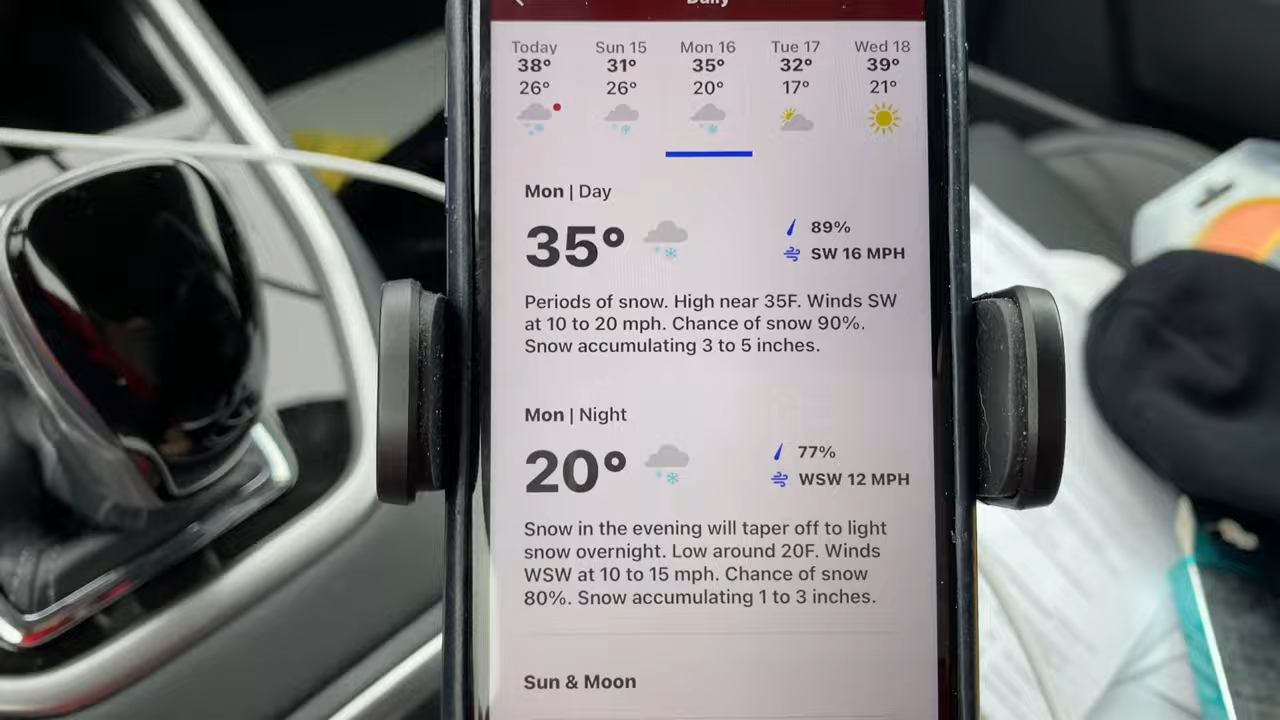 Daily
Today Sun 15 Mon 16 Tue 17 Wed 18
38° 31° 35° 32° 39°
26° 26° 20° 17° 21°
Mon | Day
35° 89%
SW 16 MPH
Periods of snow. High near 35F. Winds SW
at 10 to 20 mph. Chance of snow 90%.
Snow accumulating 3 to 5 inches.
Mon | Night
20° 77%
WSW 12 MPH
Snow in the evening will taper off to light
snow overnight. Low around 20F. Winds
WSW at 10 to 15 mph. Chance of snow
80%. Snow accumulating 1 to 3 inches.
Sun & Moon